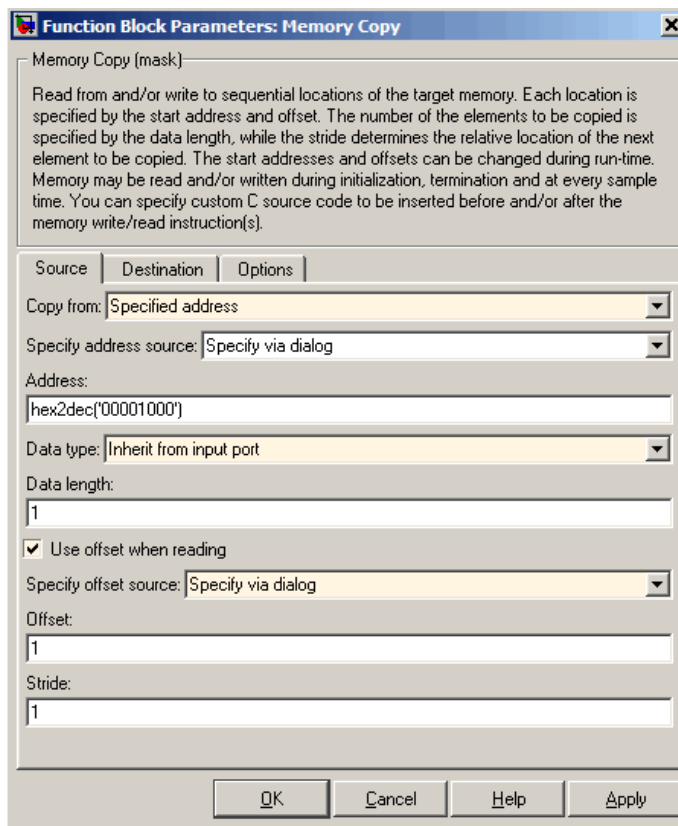 Function Block Parameters: Memory Copy
Memory Copy (mask)
Read from and/or write to sequential locations of the target memory. Each location is
specified by the start address and offset. The number of the elements to be copied is
specified by the data length, while the stride determines the relative location of the next
element to be copied. The start addresses and offsets can be changed during run-time.
Memory may be read and/or written during initialization, termination and at every sample
time. You can specify custom C source code to be inserted before and/or after the
memory write/read instruction(s).
Source Destination Options
Copy from: Specified address
Specify address source: Specify via dialog
Address:
hex2dec('00001000')
Data type: Inherit from input port
Data length:
1
Use offset when reading
Specify offset source: Specify via dialog
Offset:
1
Stride:
1
OK Cancel Help Apply